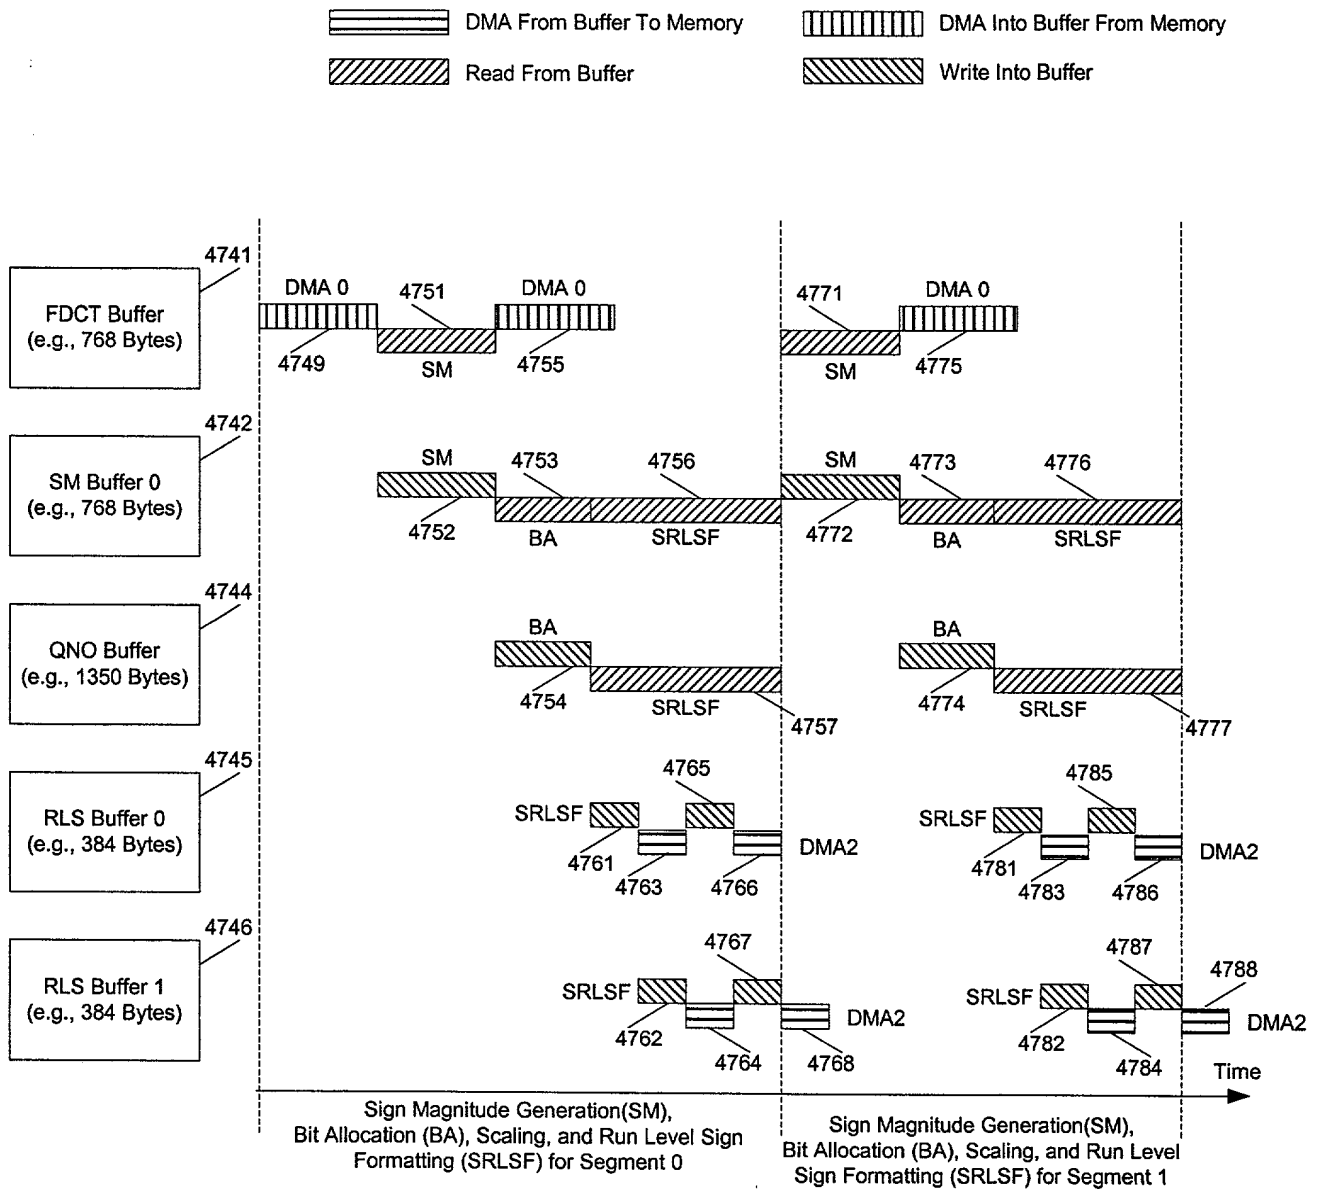 DMA From Buffer To Memory
DMA Into Buffer From Memory
Read From Buffer
Write Into Buffer
4741
FDCT Buffer
(e.g., 768 Bytes)
DMA 0
4751
DMA 0
4749
SM
4755
4771
DMA 0
SM
4775
4742
SM Buffer 0
(e.g., 768 Bytes)
SM
4753
4756
SM
4773
4776
4752
BA
SRLSF
4772
BA
SRLSF
4744
QNO Buffer
(e.g., 1350 Bytes)
BA
BA
4754
SRLSF
4757
4774
SRLSF
4777
4745
RLS Buffer 0
(e.g., 384 Bytes)
4765
4785
SRLSF
DMA2
SRLSF
DMA2
4761
4763
4766
4781
4783
4786
4746
RLS Buffer 1
(e.g., 384 Bytes)
4767
4787
4788
SRLSF
DMA2
SRLSF
DMA2
4762
4764
4768
4782
4784
Time
Sign Magnitude Generation(SM),
Bit Allocation (BA), Scaling, and Run Level Sign
Formatting (SRLSF) for Segment 0
Sign Magnitude Generation(SM),
Bit Allocation (BA), Scaling, and Run Level
Sign Formatting (SRLSF) for Segment 1